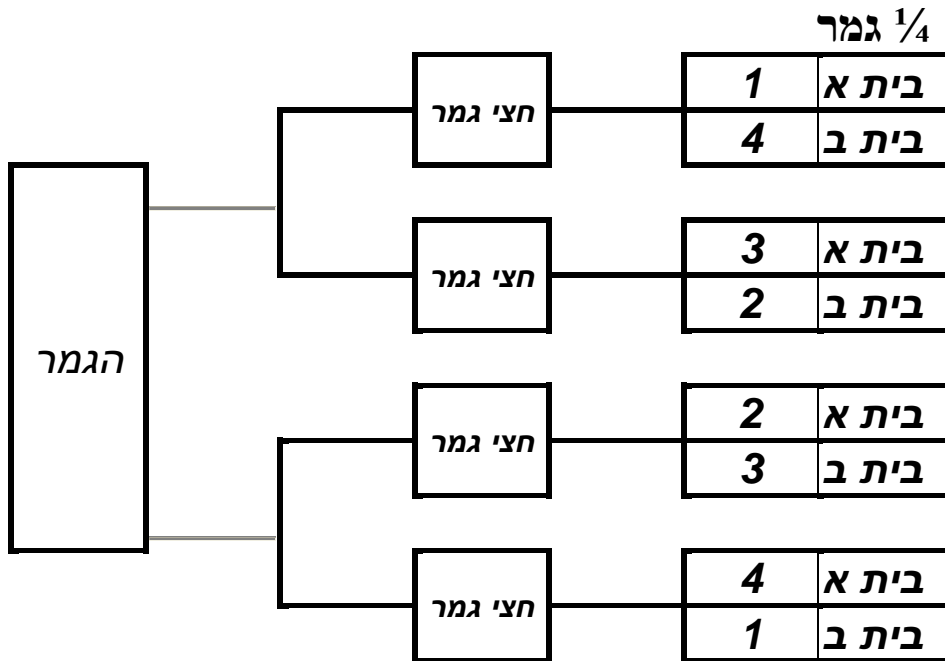 ¼ גמר
בית א 1
בית ב 4
חצי גמר
בית א 3
בית ב 2
חצי גמר
בית א 2
בית ב 3
חצי גמר
בית א 4
בית ב 1
חצי גמר
הגמר